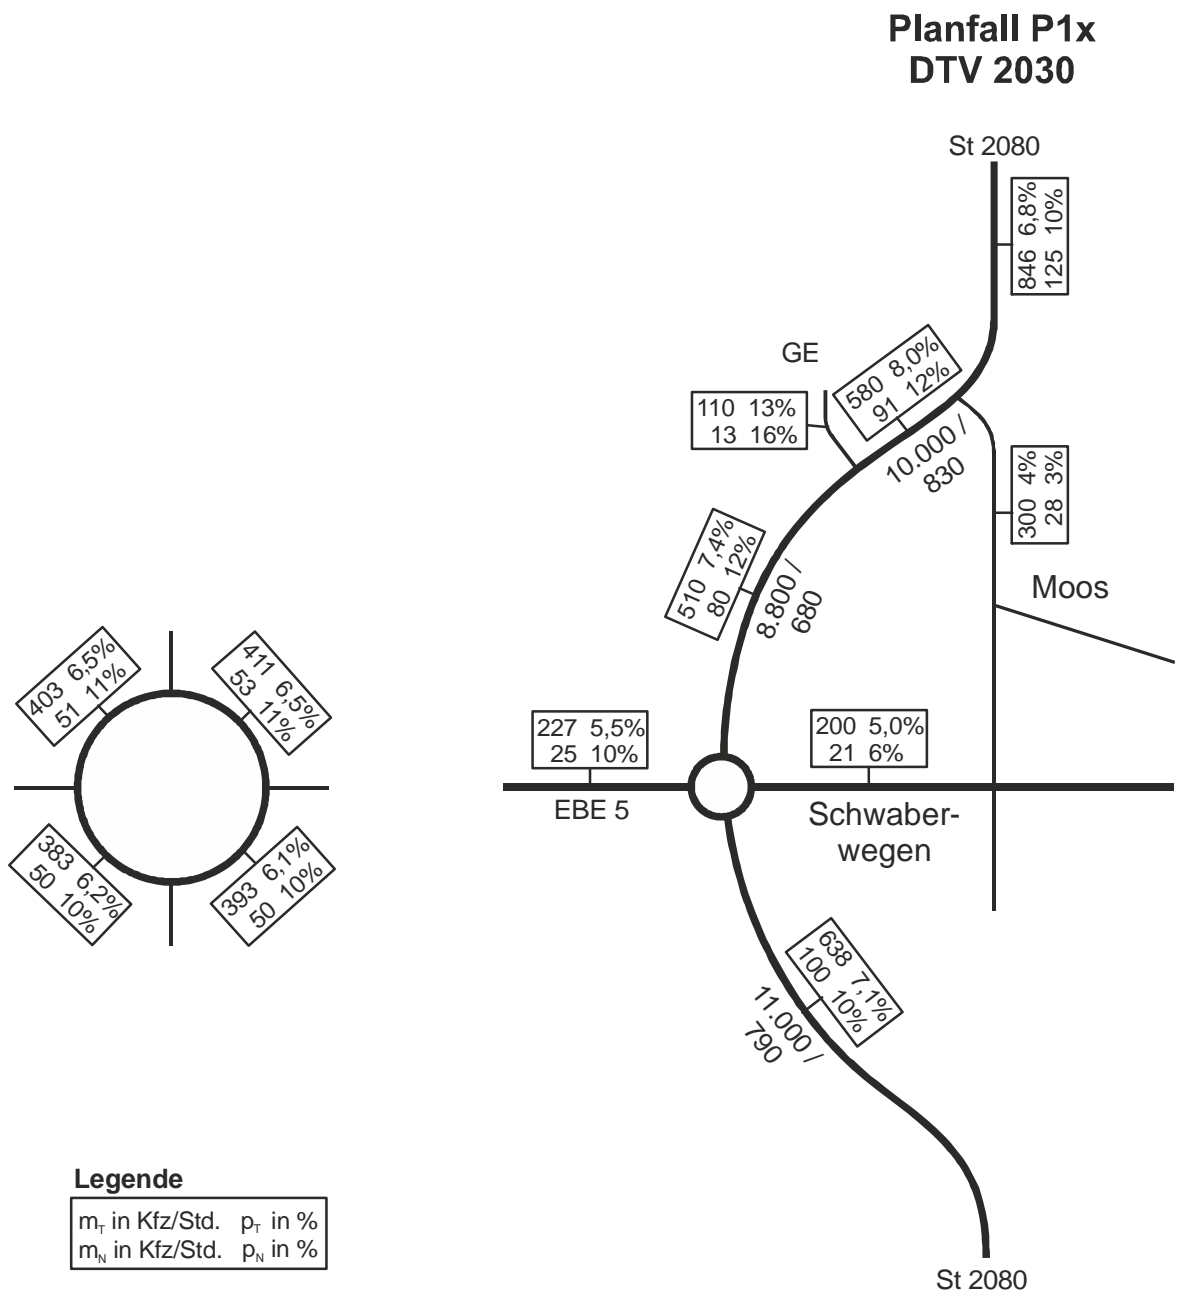 Planfall P1x
DTV 2030
St 2080
846 6,8%
125 10%
GE
580 8,0%
91 12%
110 13%
13 16%
10.000 /
830
300 4%
28 3%
510 7,4%
80 12%
8.800 /
680
Moos
403 6,5%
51 11%
411 6,5%
53 11%
227 5,5%
25 10%
200 5,0%
21 6%
EBE 5
Schwaber-
wegen
383 6,2%
50 10%
393 6,1%
50 10%
638 7,1%
100 10%
11.000 /
790
Legende
m_T in Kfz/Std. p_T in %
m_N in Kfz/Std. p_N in %
St 2080